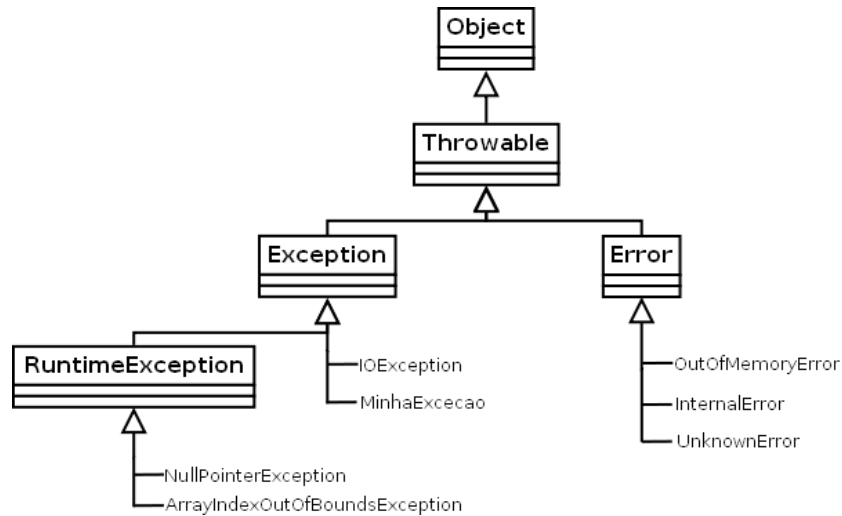 Object
Throwable
Exception
Error
RuntimeException
IOException
OutOfMemoryError
MinhaExcecao
InternalError
UnknownError
NullPointerException
ArrayIndexOutOfBoundsException